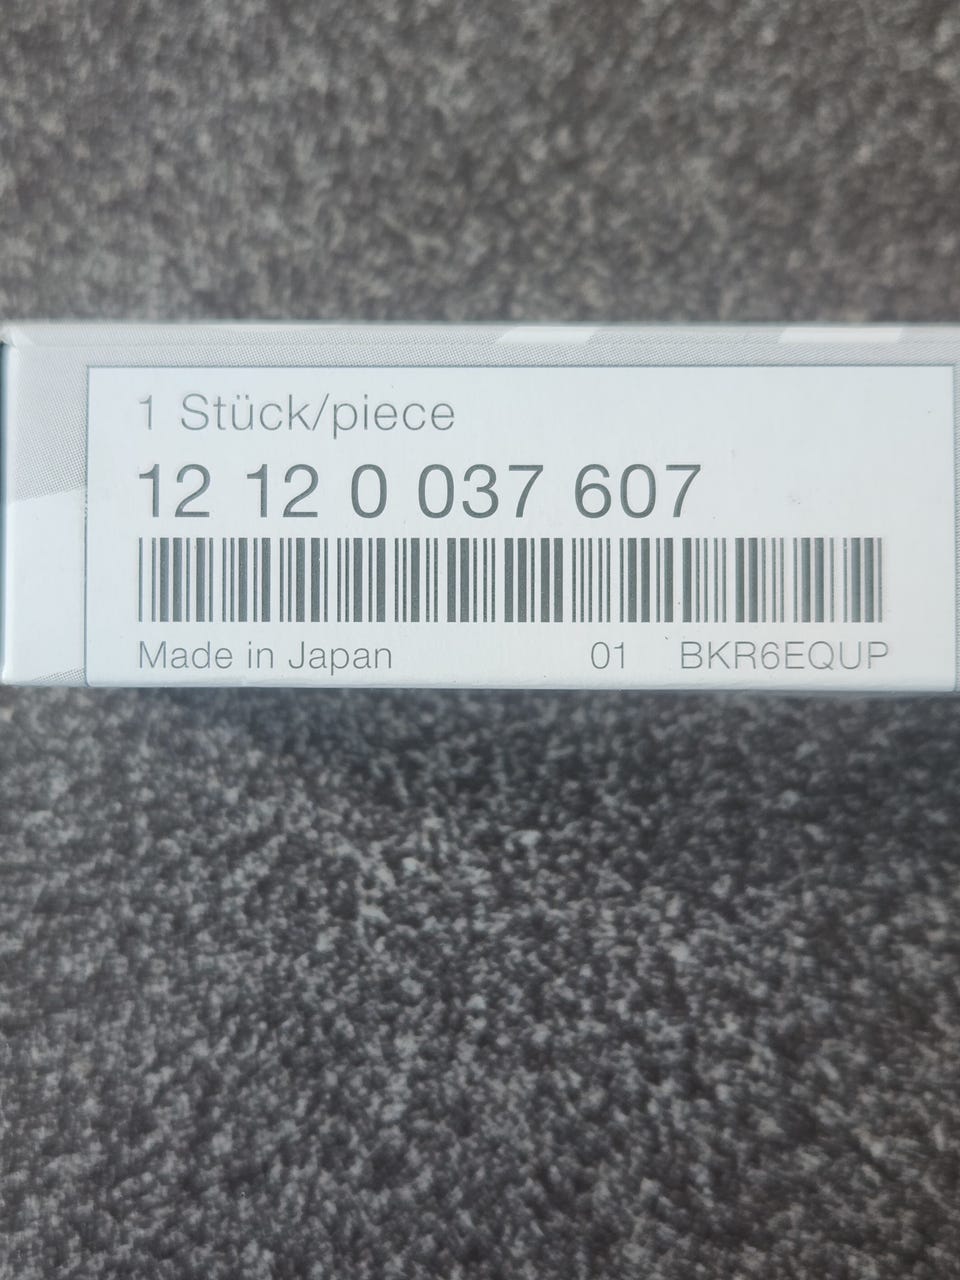 1 Stück/piece
12 12 0 037 607
Made in Japan 01 BKR6EQUP